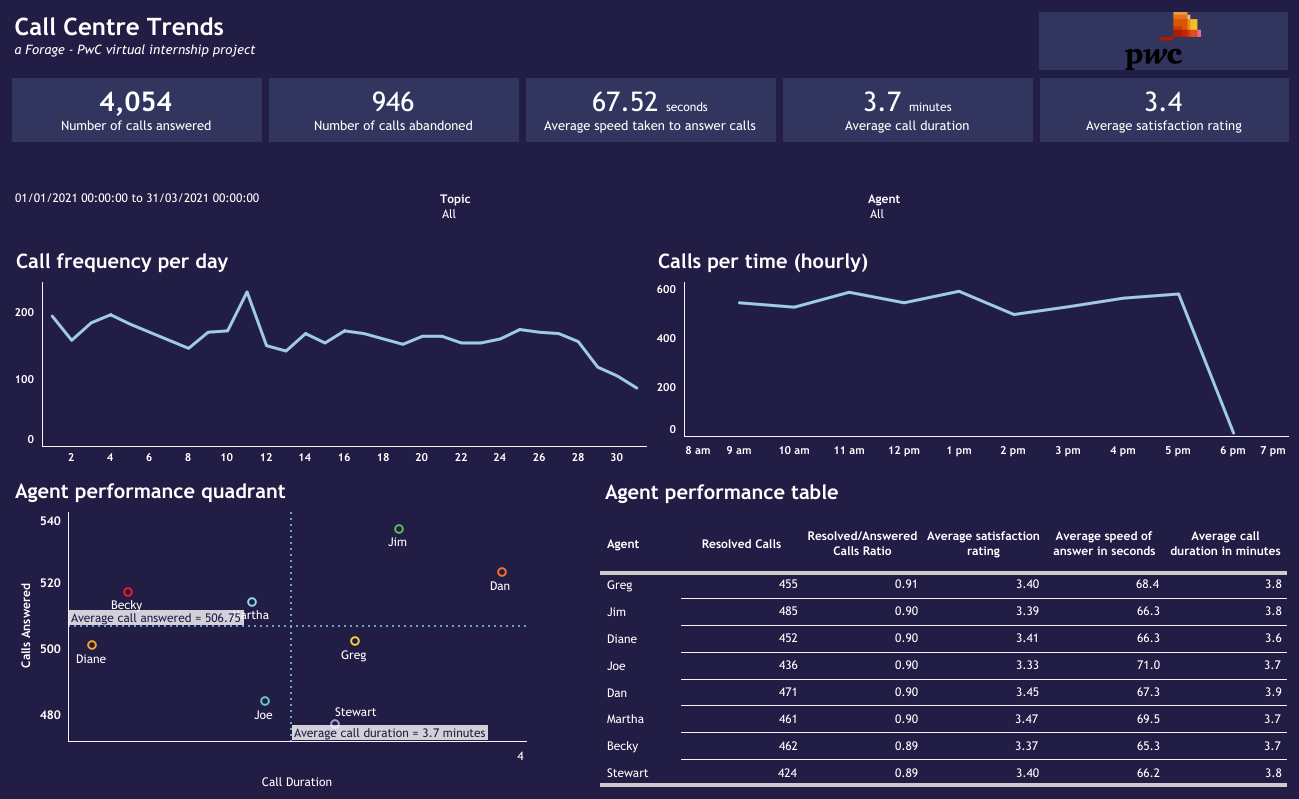 Call Centre Trends
a Forage - PwC virtual internship project
pwc
4,054
Number of calls answered
946
Number of calls abandoned
67.52 seconds
Average speed taken to answer calls
3.7 minutes
Average call duration
3.4
Average satisfaction rating
01/01/2021 00:00:00 to 31/03/2021 00:00:00
Topic
All
Agent
All
Call frequency per day
200
100
0
2 4 6 8 10 12 14 16 18 20 22 24 26 28 30
Calls per time (hourly)
600
400
200
0
8 am 9 am 10 am 11 am 12 pm 1 pm 2 pm 3 pm 4 pm 5 pm 6 pm 7 pm
Agent performance quadrant
Calls Answered
540
520
500
480
Jim
Dan
Becky
artha
Average call answered = 506.75
Diane
Greg
Joe
Stewart
Average call duration = 3.7 minutes
4
Call Duration
Agent performance table
Agent Resolved Calls Resolved/Answered Calls Ratio Average satisfaction rating Average speed of answer in seconds Average call duration in minutes
Greg 455 0.91 3.40 68.4 3.8
Jim 485 0.90 3.39 66.3 3.8
Diane 452 0.90 3.41 66.3 3.6
Joe 436 0.90 3.33 71.0 3.7
Dan 471 0.90 3.45 67.3 3.9
Martha 461 0.90 3.47 69.5 3.7
Becky 462 0.89 3.37 65.3 3.7
Stewart 424 0.89 3.40 66.2 3.8